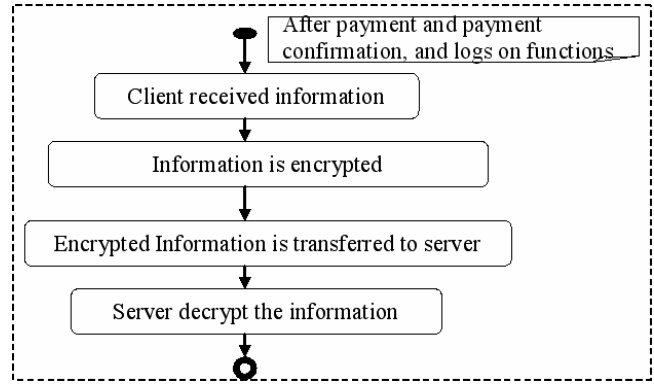 After payment and payment
confirmation, and logs on functions
Client received information
Information is encrypted
Encrypted Information is transferred to server
Server decrypt the information